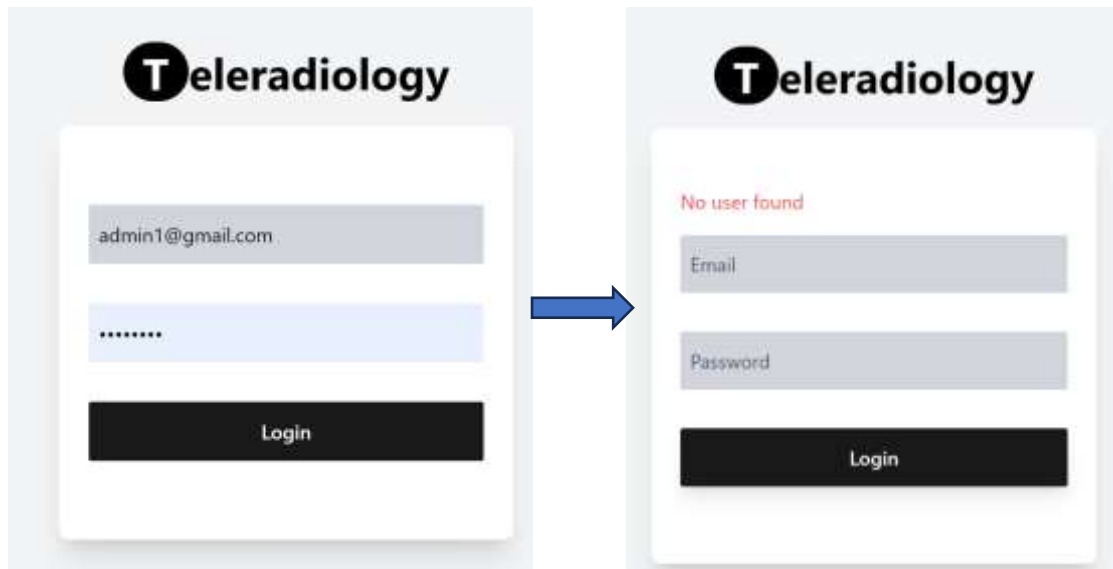 Teleradiology
admin1@gmail.com
••••••••
Login
Teleradiology
No user found
Email
Password
Login